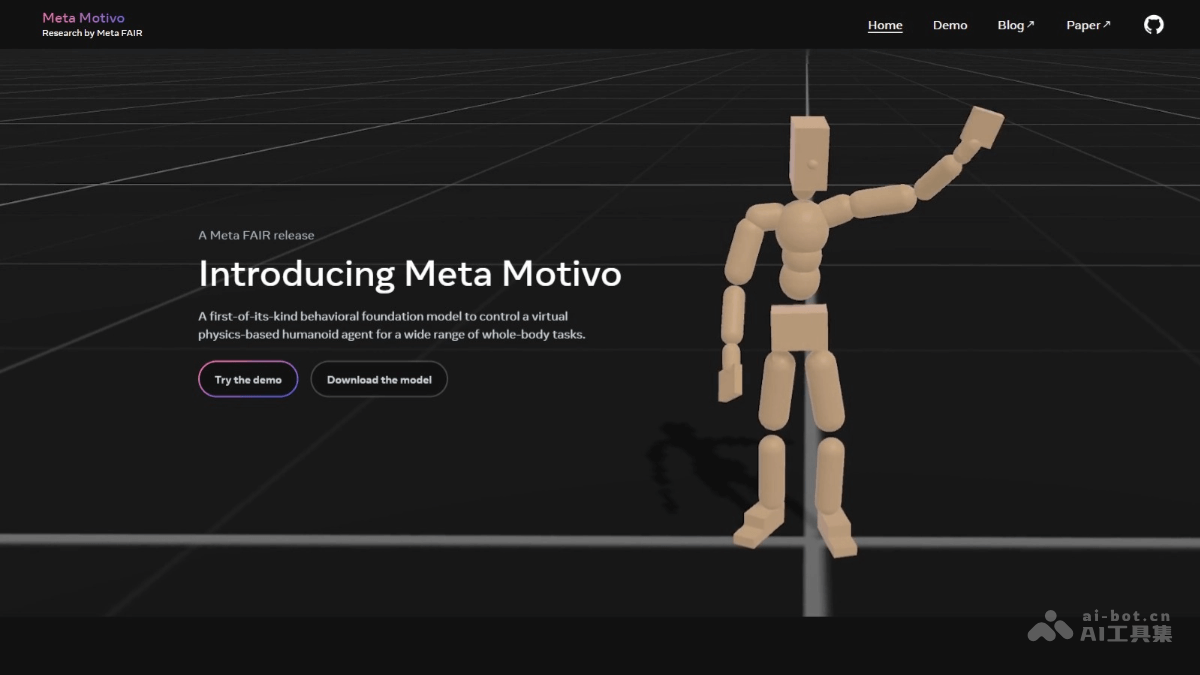 Meta Motivo
Research by Meta FAIR
Home Demo Blog↗ Paper↗
A Meta FAIR release
Introducing Meta Motivo
A first-of-its-kind behavioral foundation model to control a virtual
physics-based humanoid agent for a wide range of whole-body tasks.
Try the demo Download the model
ai-bot.cn
AI工具集